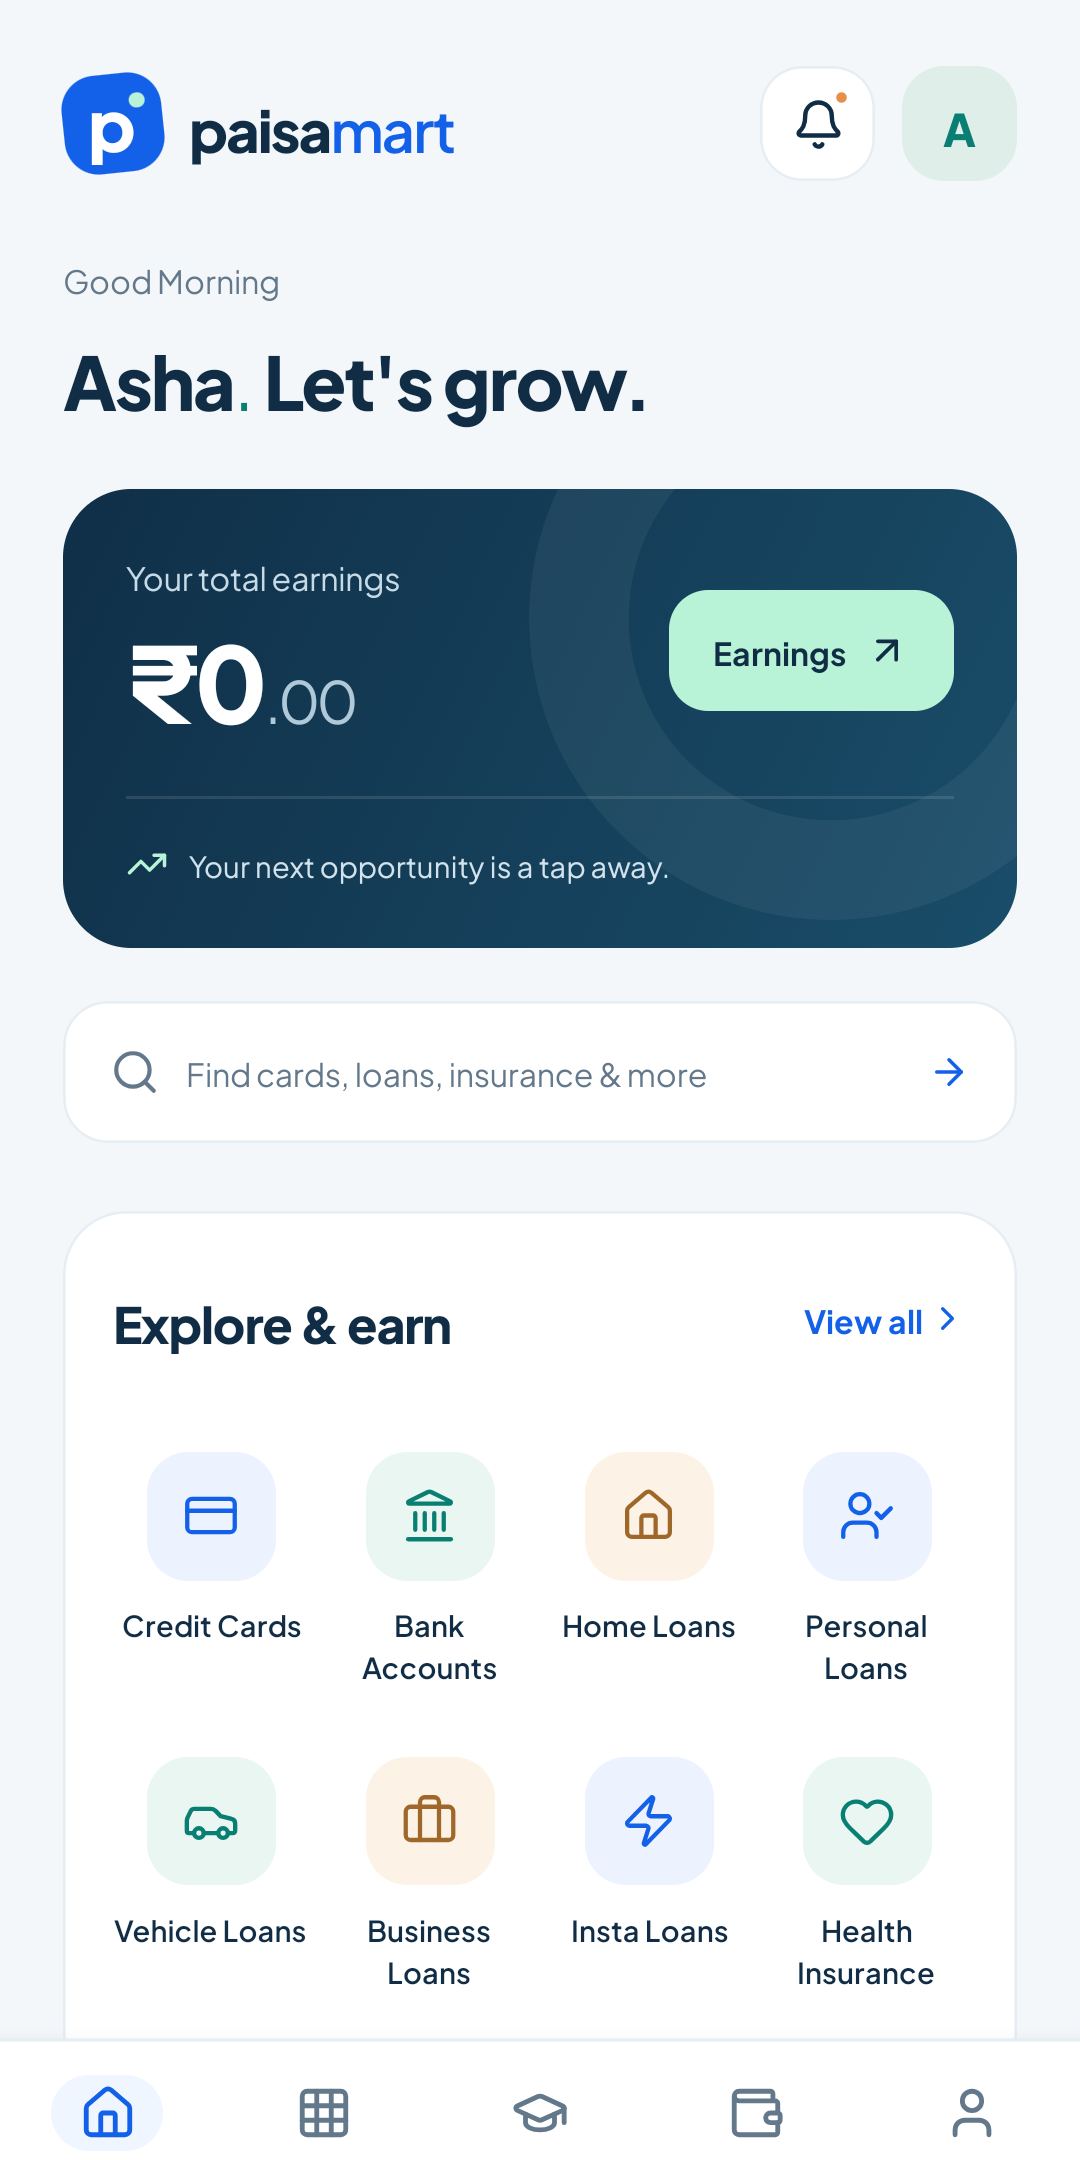 p paisamart
A
Good Morning
Asha. Let's grow.
Your total earnings
₹0.00
Earnings
Your next opportunity is a tap away.
Find cards, loans, insurance & more
Explore & earn
View all
Credit Cards
Bank
Accounts
Home Loans
Personal
Loans
Vehicle Loans
Business
Loans
Insta Loans
Health
Insurance